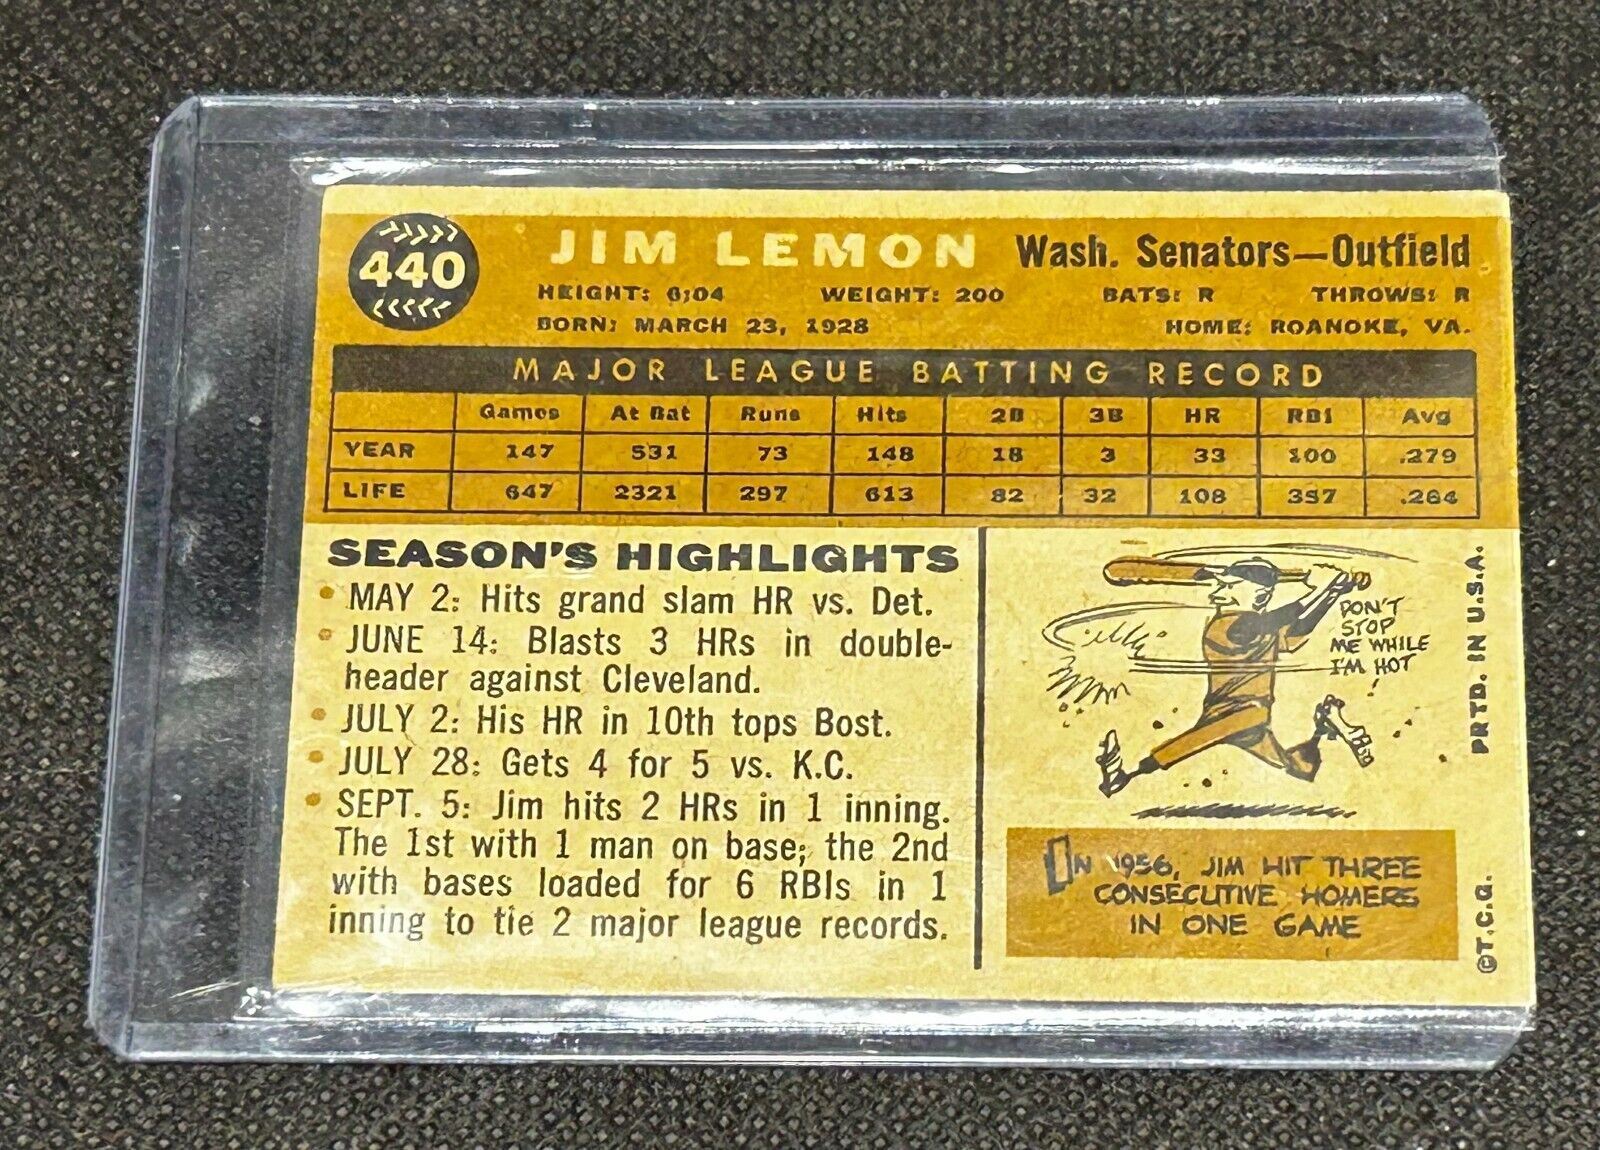 440
JIM LEMON Wash. Senators—Outfield
HEIGHT: 6;04 WEIGHT: 200 BATS: R THROWS: R
BORN: MARCH 23, 1928 HOME: ROANOKE, VA.
MAJOR LEAGUE BATTING RECORD
Games At Bat Runs Hits 2B 3B HR RBI Avg
YEAR 147 531 73 148 18 3 33 100 .279
LIFE 647 2321 297 613 82 32 108 357 .264
SEASON'S HIGHLIGHTS
• MAY 2: Hits grand slam HR vs. Det.
• JUNE 14: Blasts 3 HRs in double-
header against Cleveland.
• JULY 2: His HR in 10th tops Bost.
• JULY 28: Gets 4 for 5 vs. K.C.
• SEPT. 5: Jim hits 2 HRs in 1 inning.
The 1st with 1 man on base; the 2nd
with bases loaded for 6 RBIs in 1
inning to tie 2 major league records.
DON'T
STOP
ME WHILE
I'M HOT
!
IN 1956, JIM HIT THREE
CONSECUTIVE HOMERS
IN ONE GAME
©T.C.G. PRTD. IN U.S.A.